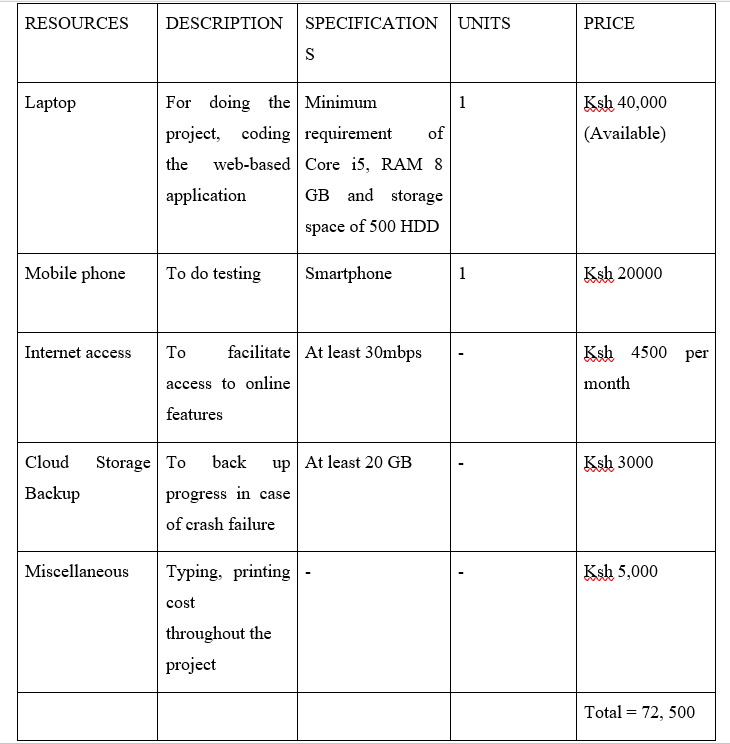 RESOURCES DESCRIPTION SPECIFICATION UNITS PRICE
S
Laptop For doing the Minimum 1 Ksh 40,000
project, coding requirement of (Available)
the web-based Core i5, RAM 8
application GB and storage
space of 500 HDD
Mobile phone To do testing Smartphone 1 Ksh 20000
Internet access To facilitate At least 30mbps - Ksh 4500 per
access to online month
features
Cloud Storage To back up At least 20 GB - Ksh 3000
Backup progress in case
of crash failure
Miscellaneous Typing, printing - - Ksh 5,000
cost
throughout the
project
Total = 72, 500